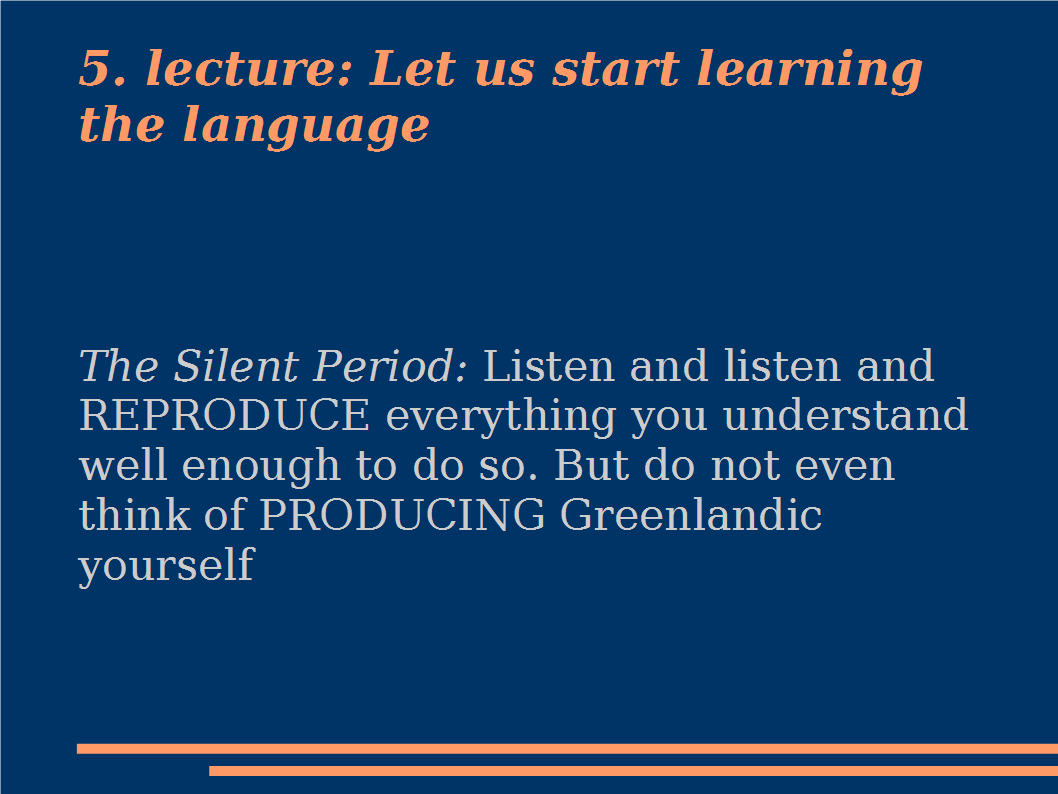 5. lecture: Let us start learning
the language
The Silent Period: Listen and listen and
REPRODUCE everything you understand
well enough to do so. But do not even
think of PRODUCING Greenlandic
yourself